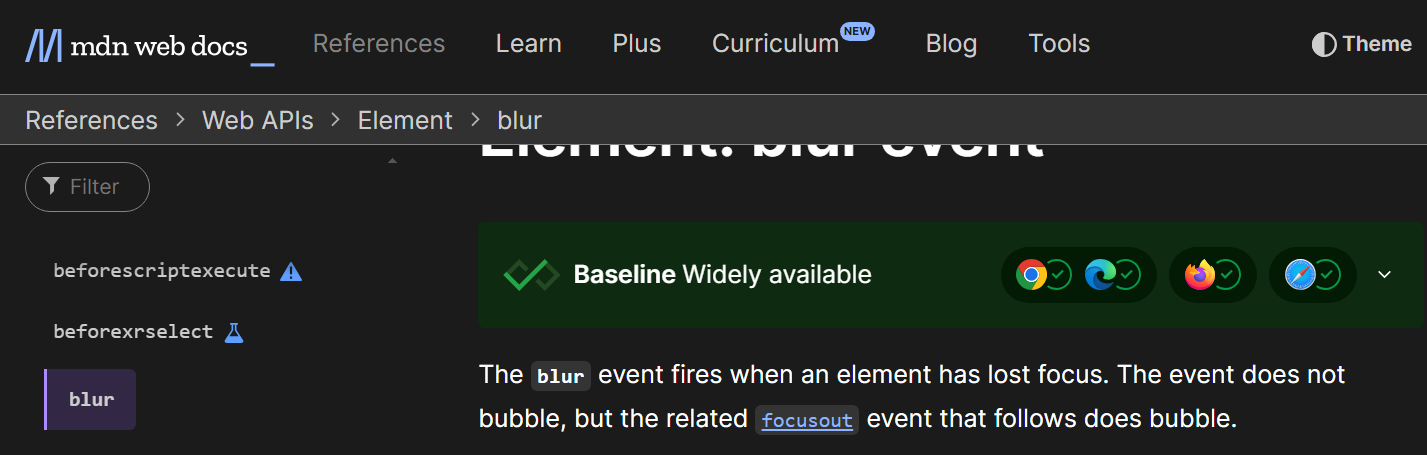 mdn web docs_
References Learn Plus Curriculum NEW Blog Tools Theme
References > Web APIs > Element > blur
Element: blur event
Filter
beforescriptexecute
beforexrselect
blur
Baseline Widely available
The blur event fires when an element has lost focus. The event does not
bubble, but the related focusout event that follows does bubble.